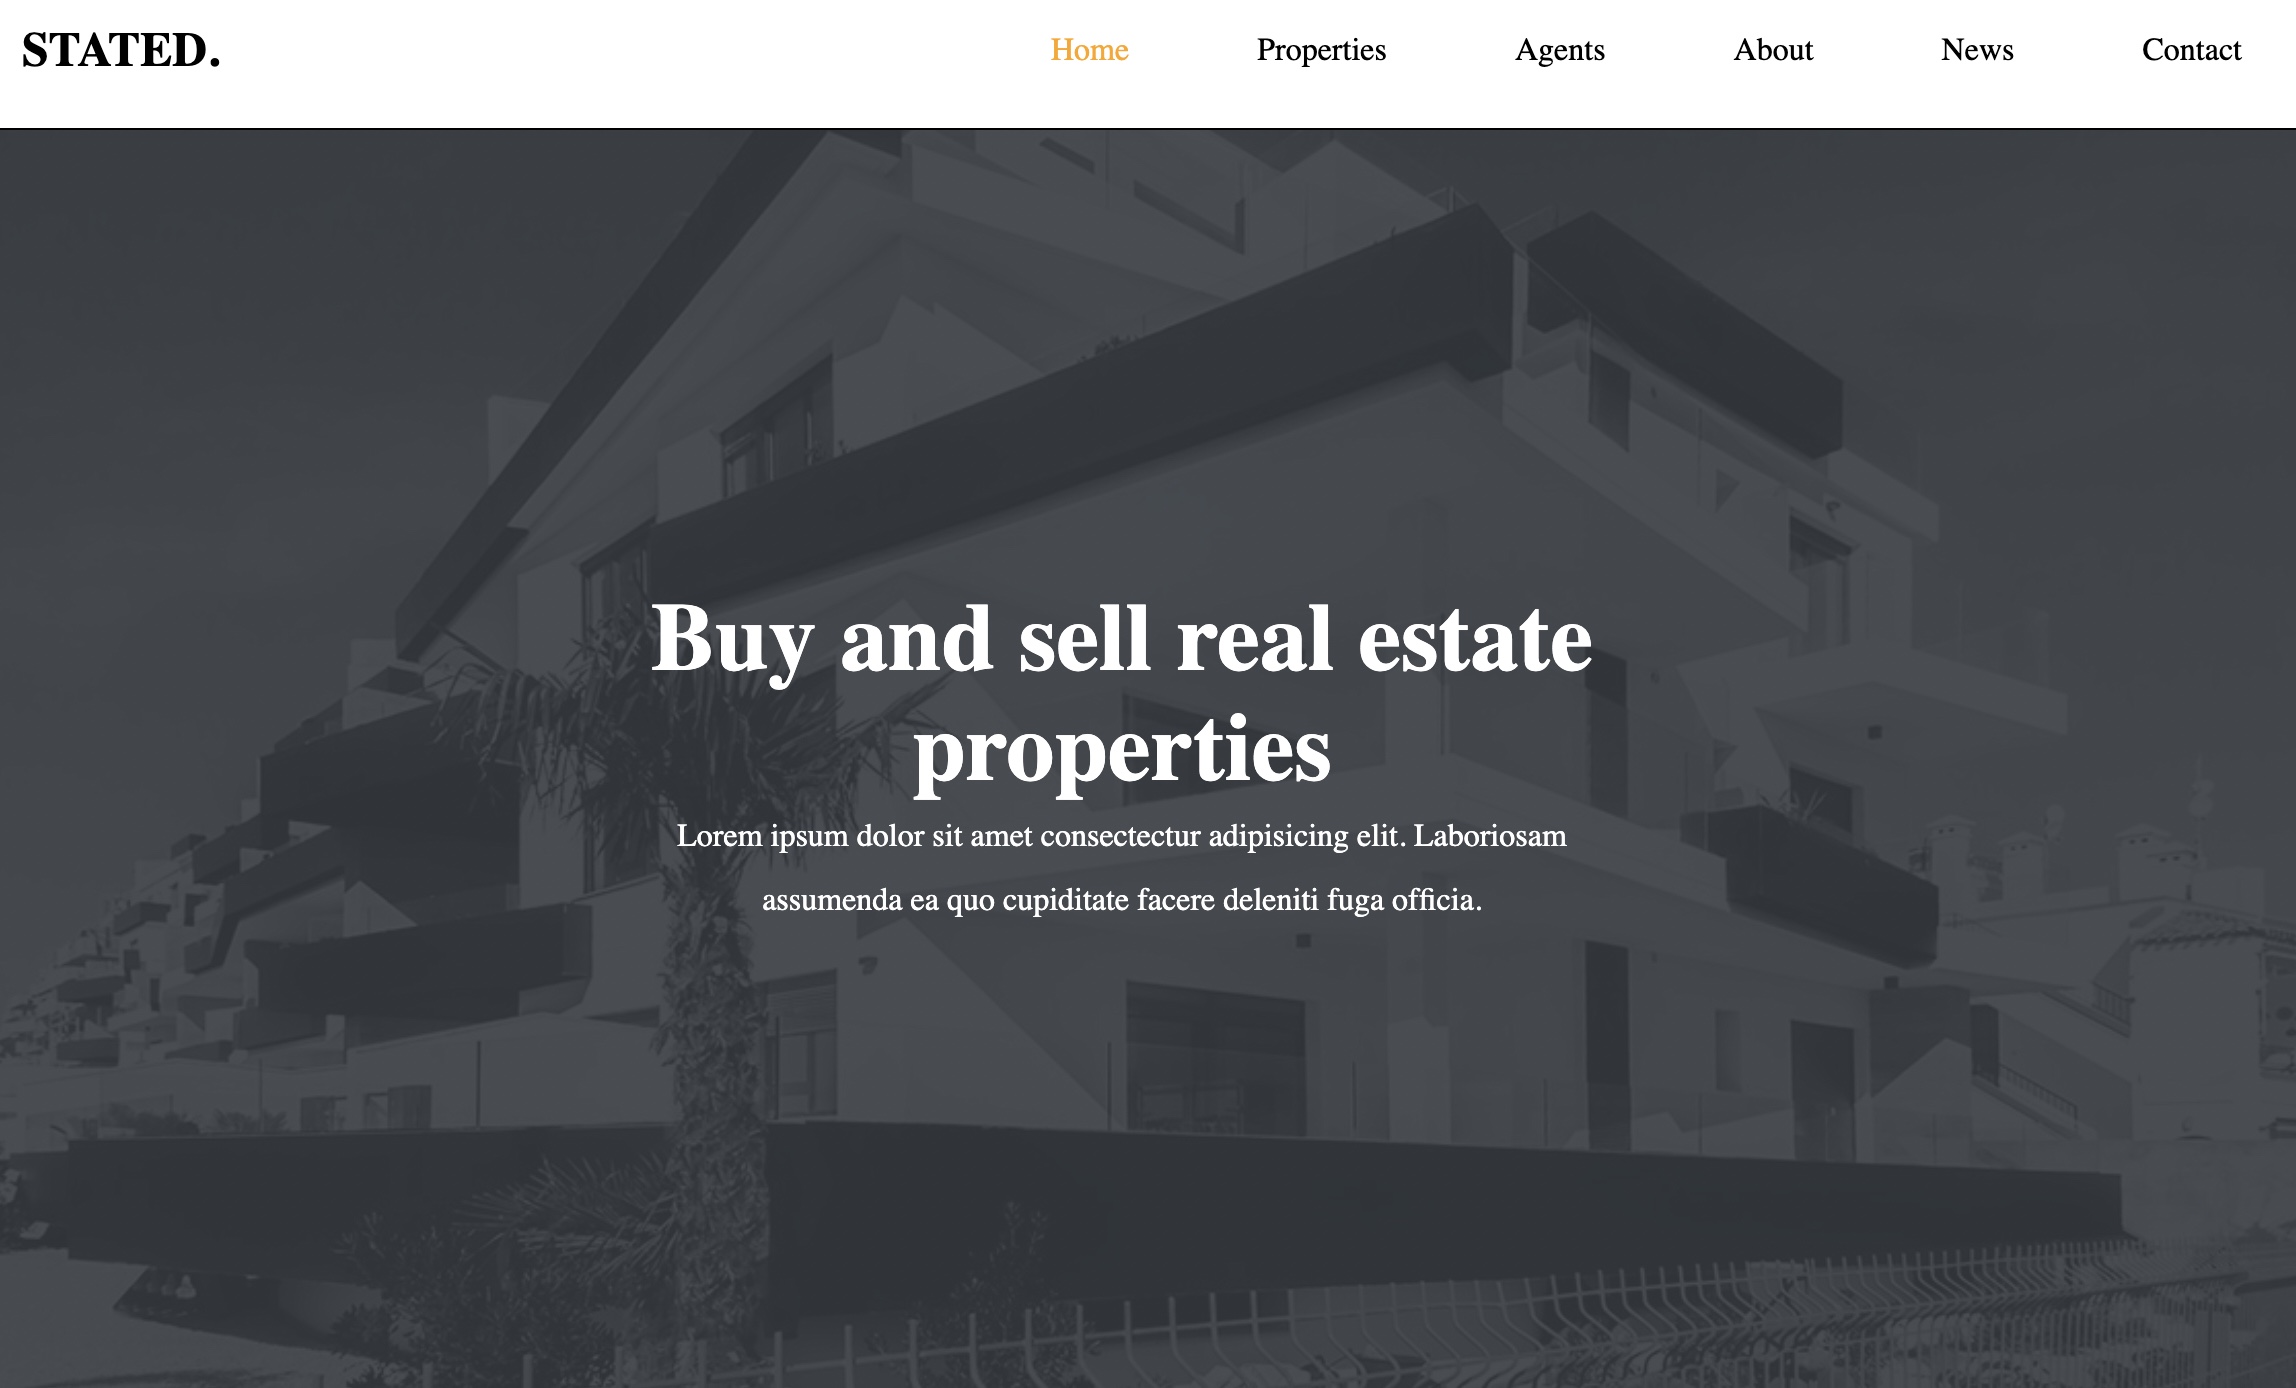 STATED.
Home Properties Agents About News Contact
Buy and sell real estate
properties
Lorem ipsum dolor sit amet consectectur adipisicing elit. Laboriosam
assumenda ea quo cupiditate facere deleniti fuga officia.